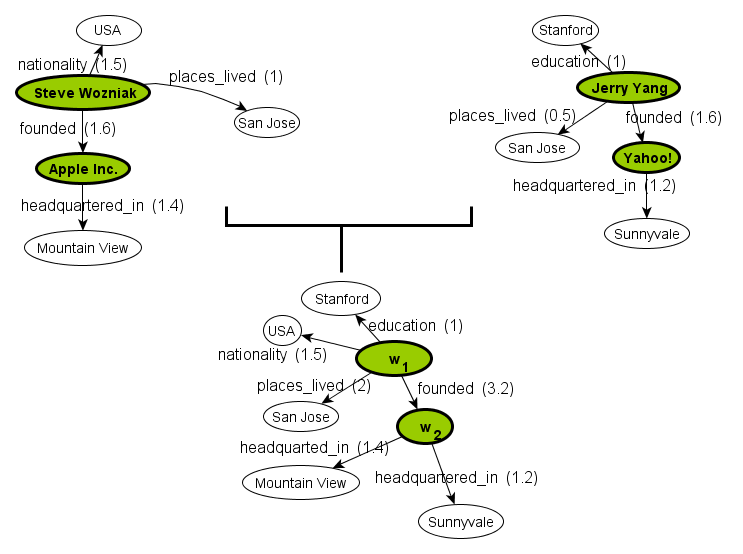 USA
nationality (1.5)
Steve Wozniak
places_lived (1)
San Jose
founded (1.6)
Apple Inc.
headquartered_in (1.4)
Mountain View
Stanford
education (1)
Jerry Yang
places_lived (0.5)
founded (1.6)
San Jose
Yahoo!
headquartered_in (1.2)
Sunnyvale
Stanford
education (1)
USA
nationality (1.5)
w1
places_lived (2)
founded (3.2)
San Jose
w2
headquarted_in (1.4)
Mountain View
headquartered_in (1.2)
Sunnyvale